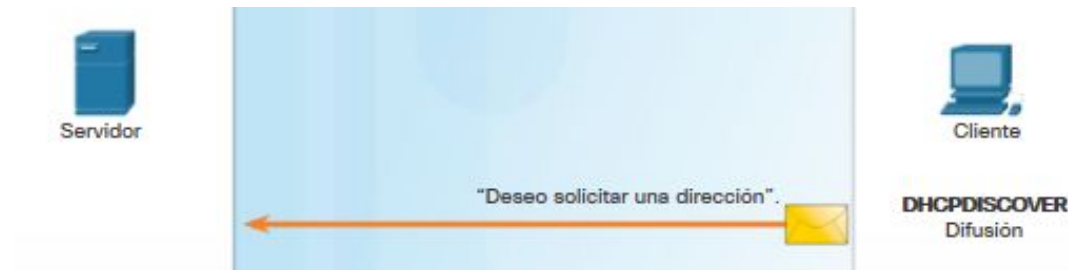 Servidor
Cliente
“Deseo solicitar una dirección”.
DHCPDISCOVER
Difusión